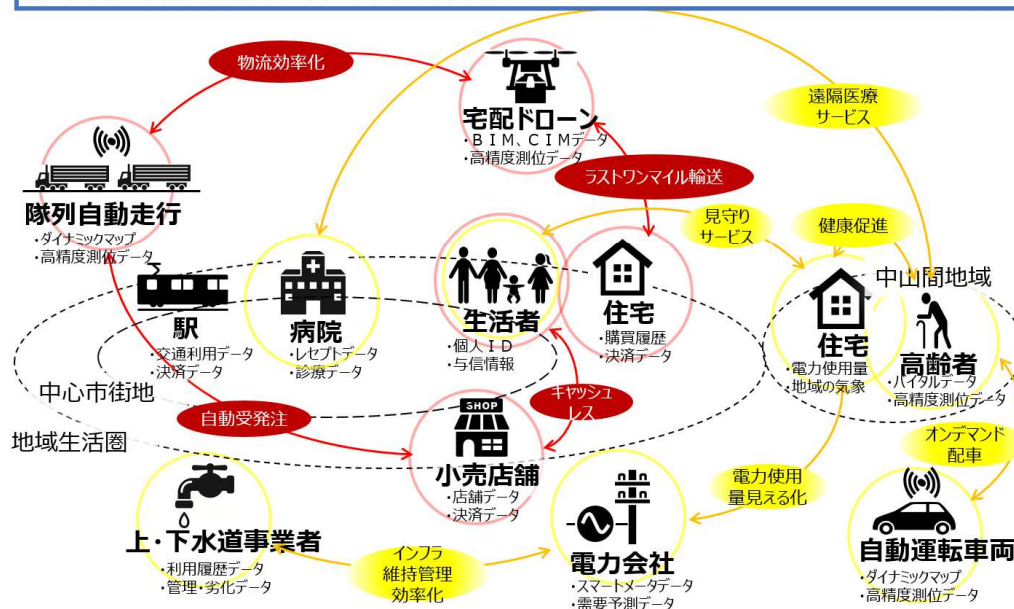 物流効率化
宅配ドローン
・BIM、CIMデータ
・高精度測位データ
遠隔医療
サービス
隊列自動走行
・ダイナミックマップ
・高精度測位データ
ラストワンマイル輸送
見守り
サービス
健康促進
中山間地域
駅
・交通利用データ
・決済データ
病院
・レセプトデータ
・診療データ
生活者
・個人ID
・与信情報
住宅
・購買履歴
・決済データ
住宅
・電力使用量
・地域の気象
高齢者
・バイタルデータ
・高精度測位データ
中心市街地
地域生活圏
自動受発注
キャッシュ
レス
SHOP
小売店舗
・店舗データ
・決済データ
オンデマンド
配車
電力使用
量見える化
上・下水道事業者
・利用履歴データ
・管理・劣化データ
インフラ
維持管理
効率化
電力会社
・スマートメータデータ
・需要予測データ
自動運転車両
・ダイナミックマップ
・高精度測位データ